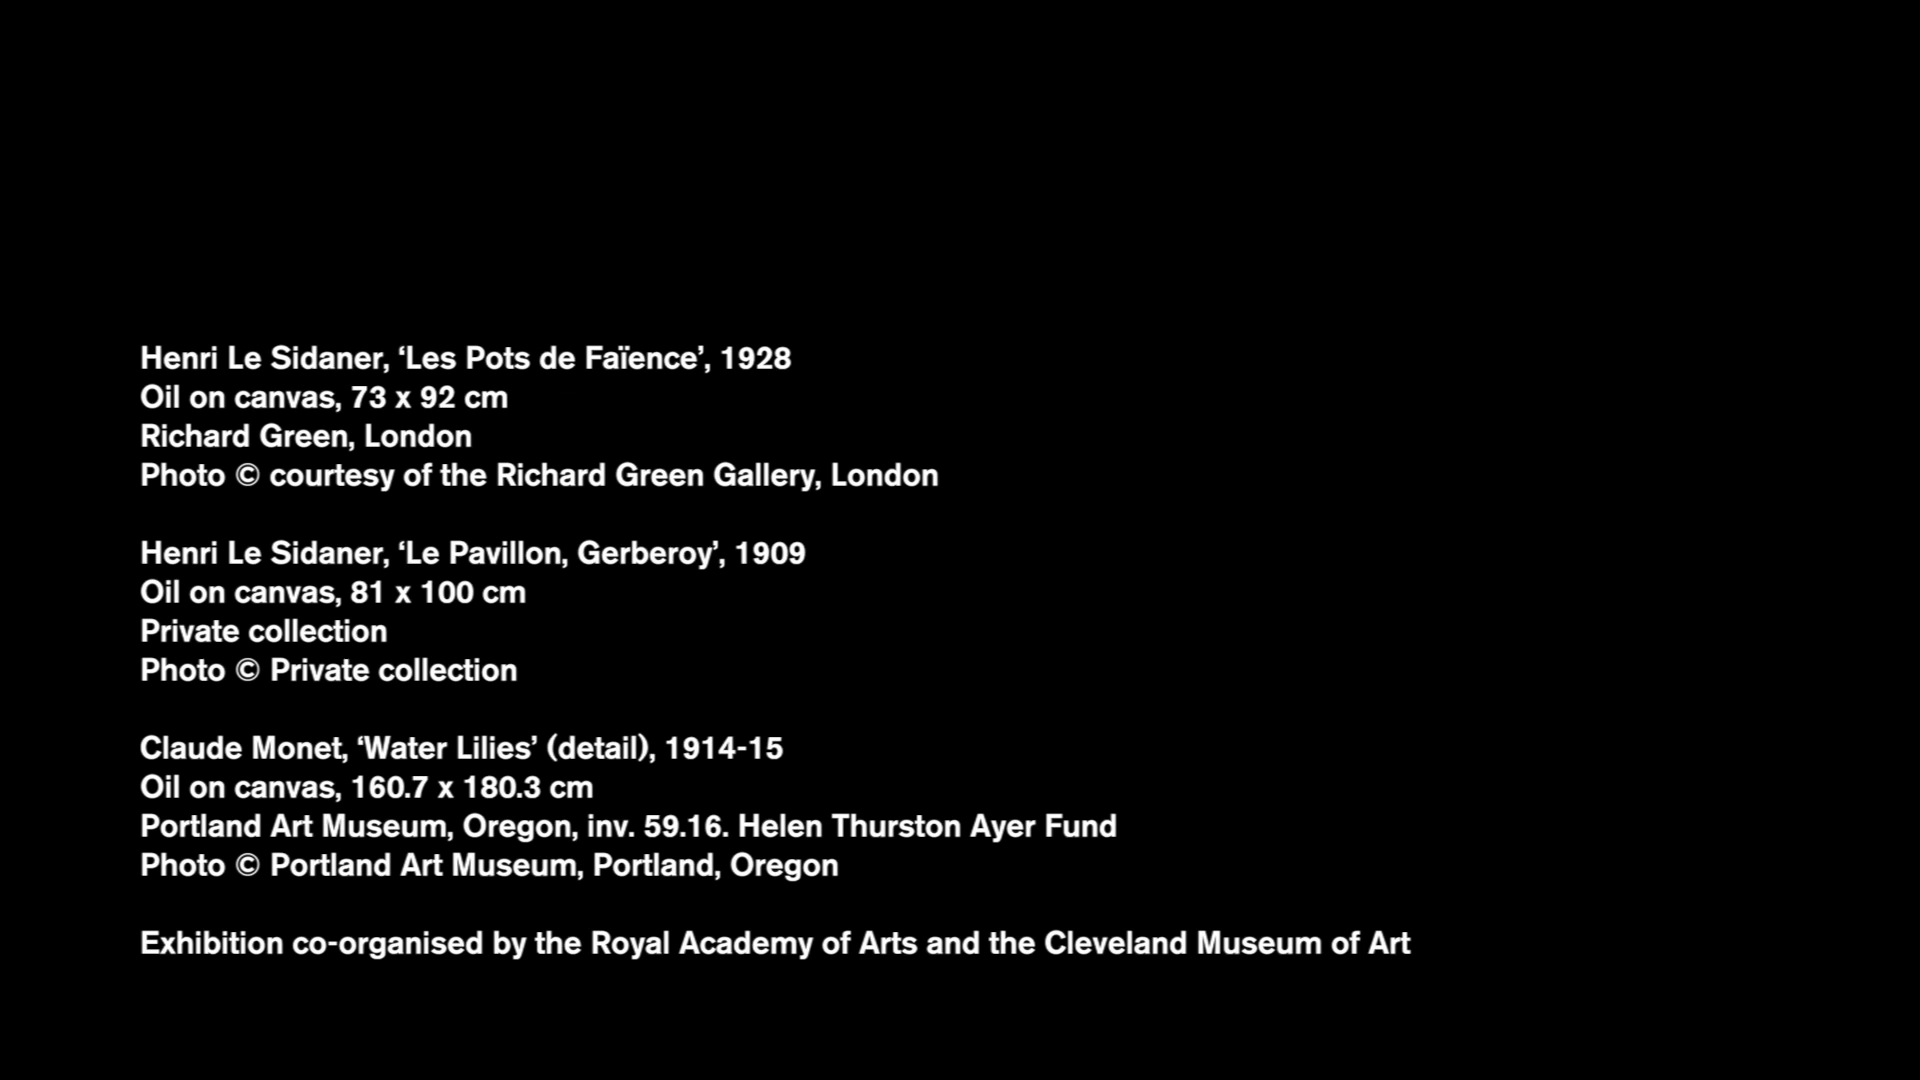 Henri Le Sidaner, ‘Les Pots de Faïence’, 1928
Oil on canvas, 73 x 92 cm
Richard Green, London
Photo © courtesy of the Richard Green Gallery, London
Henri Le Sidaner, ‘Le Pavillon, Gerberoy’, 1909
Oil on canvas, 81 x 100 cm
Private collection
Photo © Private collection
Claude Monet, ‘Water Lilies’ (detail), 1914-15
Oil on canvas, 160.7 x 180.3 cm
Portland Art Museum, Oregon, inv. 59.16. Helen Thurston Ayer Fund
Photo © Portland Art Museum, Portland, Oregon
Exhibition co-organised by the Royal Academy of Arts and the Cleveland Museum of Art